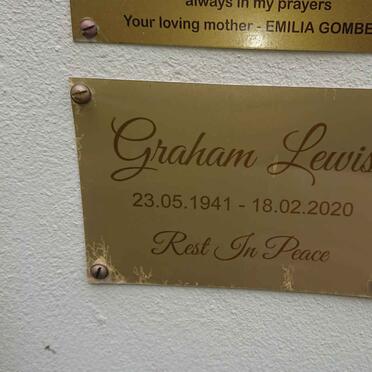 always in my prayers
Your loving mother - EMILIA GOMBE
Graham Lewis
23.05.1941 - 18.02.2020
Rest In Peace